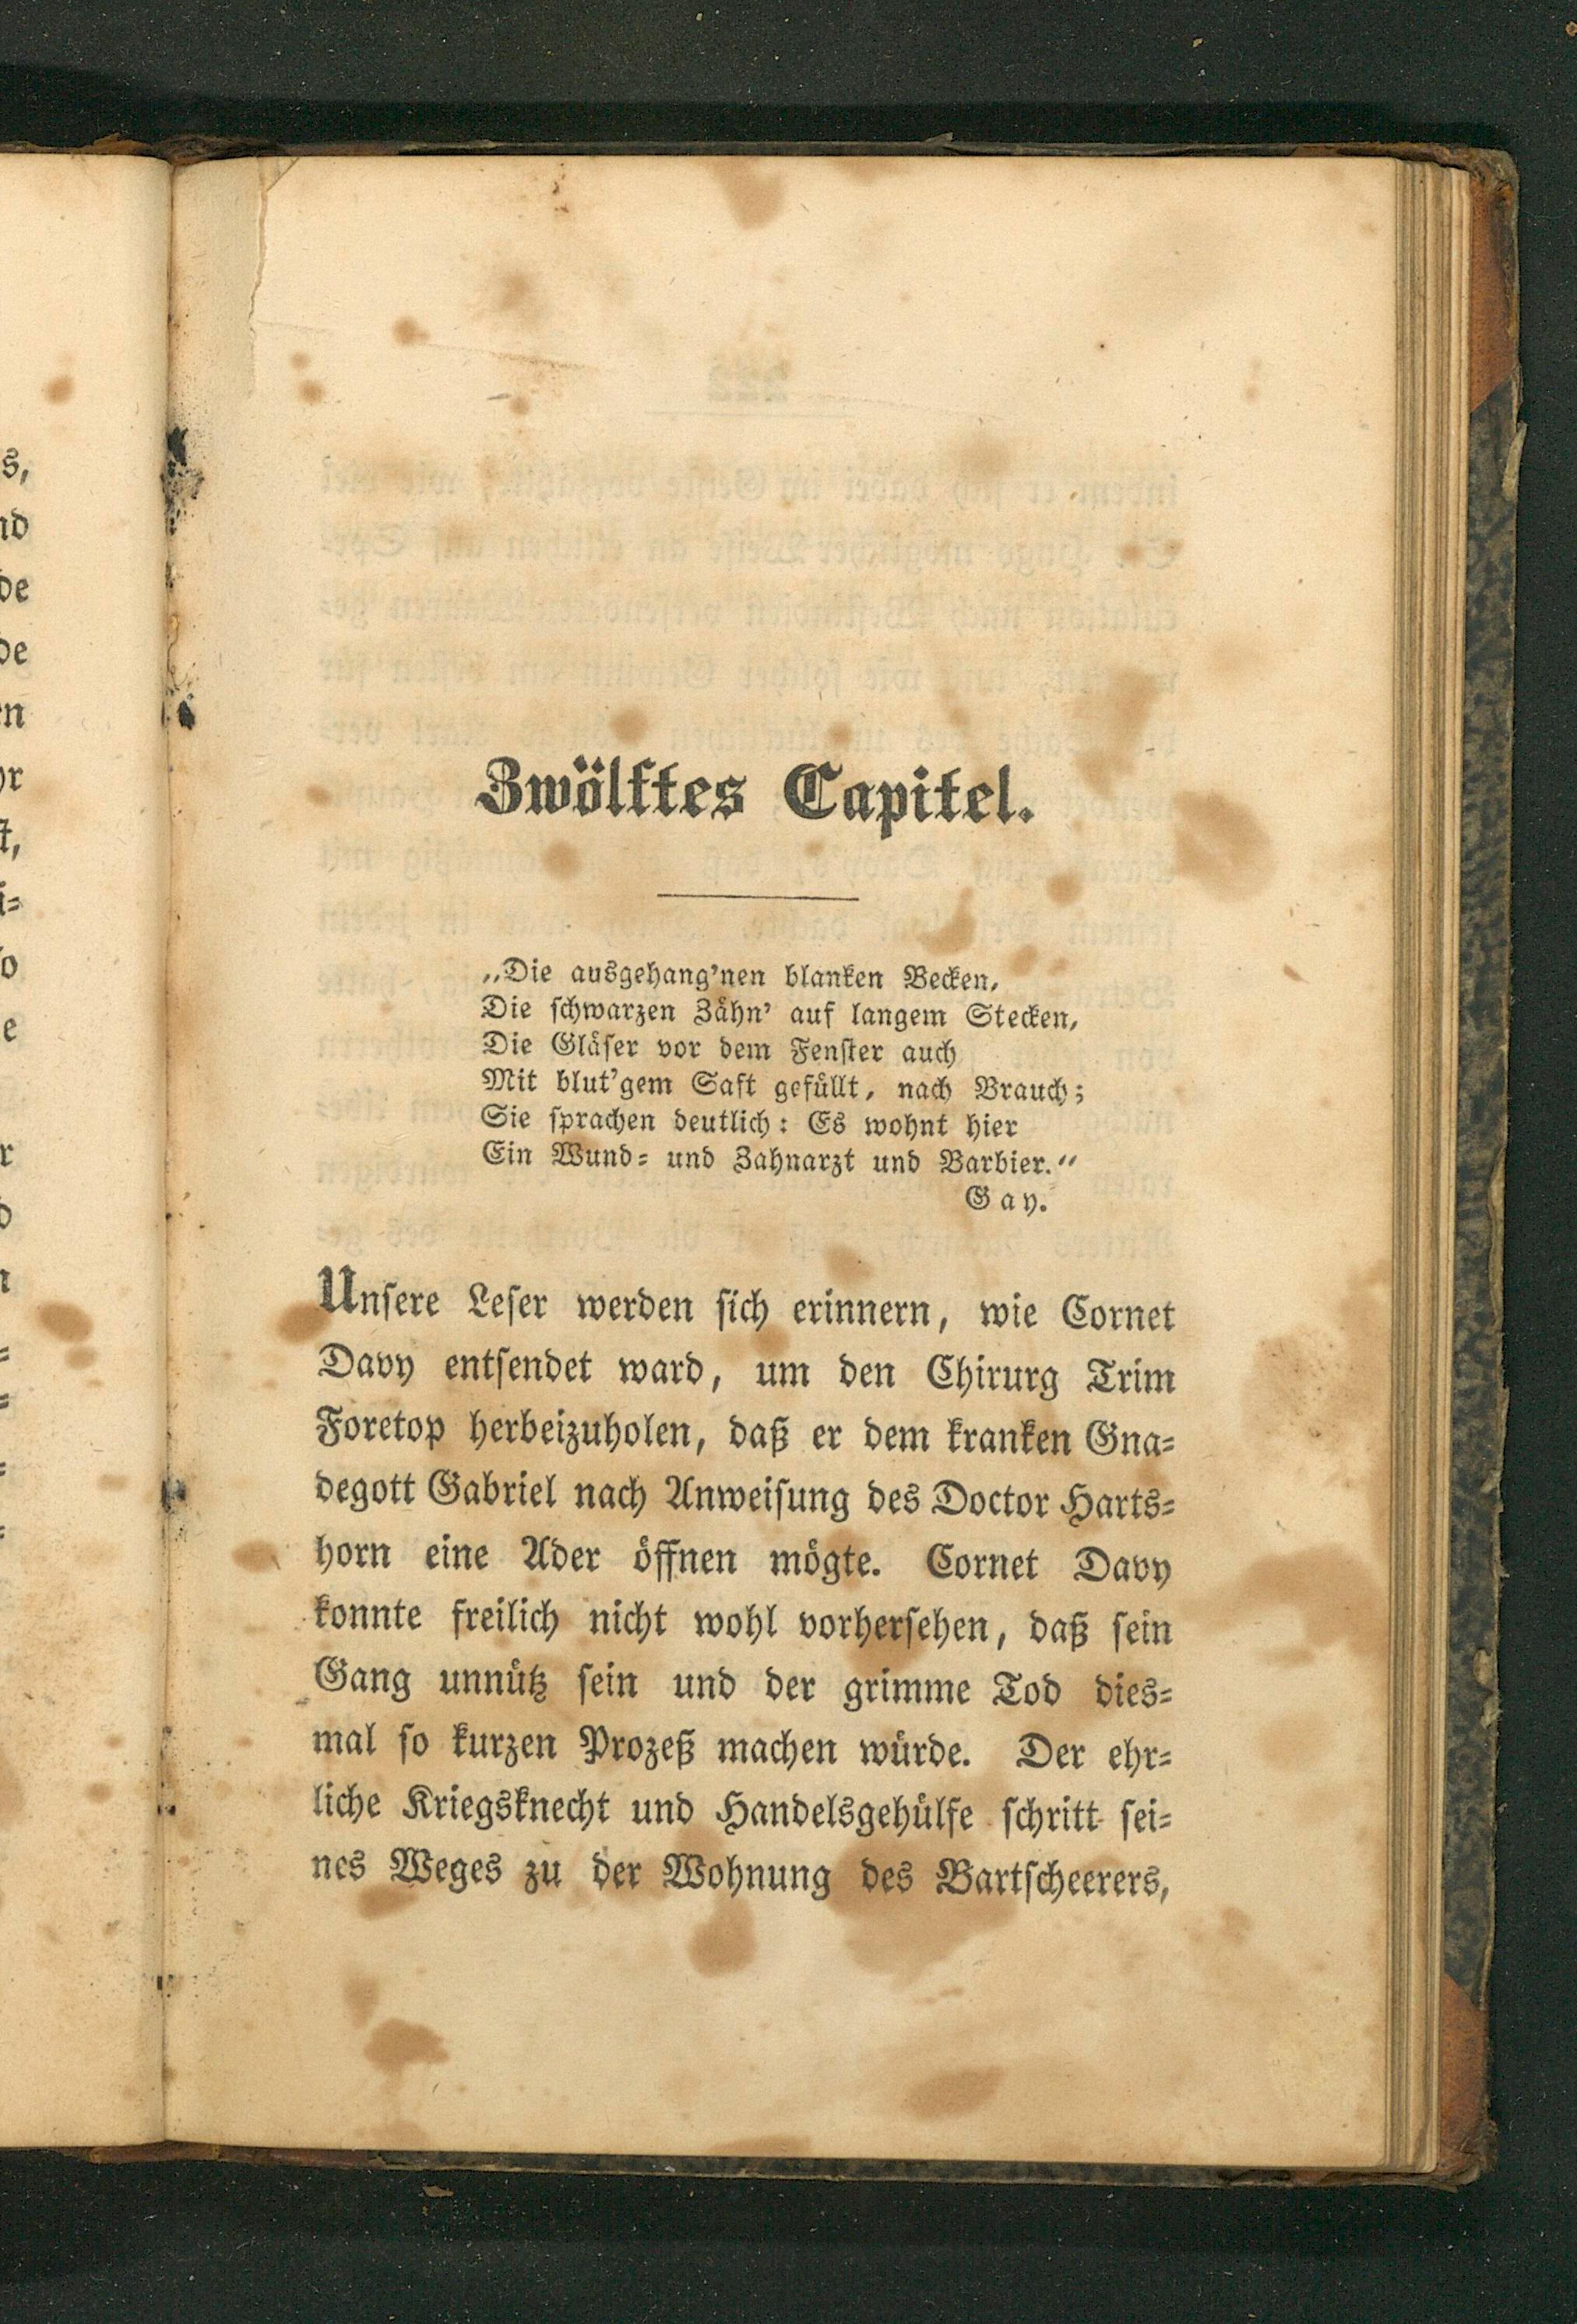 Zwölftes Capitel.
„Die ausgehang'nen blanken Becken,
Die schwarzen Zähn' auf langem Stecken,
Die Gläser vor dem Fenster auch
Mit blut'gem Saft gefüllt, nach Brauch;
Sie sprachen deutlich: Es wohnt hier
Ein Wund- und Zahnarzt und Barbier.“
Gay.
Unsere Leser werden sich erinnern, wie Cornet
Davy entsendet ward, um den Chirurg Trim
Foretop herbeizuholen, daß er dem kranken Gna-
degott Gabriel nach Anweisung des Doctor Harts-
horn eine Ader öffnen mögte. Cornet Davy
konnte freilich nicht wohl vorhersehen, daß sein
Gang unnütz sein und der grimme Tod dies-
mal so kurzen Prozeß machen würde. Der ehr-
liche Kriegsknecht und Handelsgehülfe schritt sei-
nes Weges zu der Wohnung des Bartscheerers,